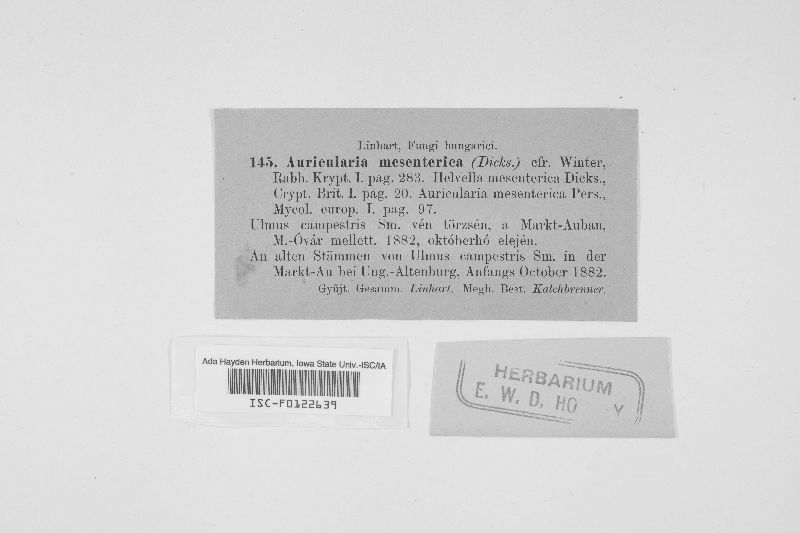 Linhart, Fungi hungarici.
145. Auricularia mesenterica (Dicks.) cfr. Winter,
Rabh. Krypt. I. pag. 283. Helvella mesenterica Dicks.,
Crypt. Brit. I. pag. 20. Auricularia mesenterica Pers.,
Mycol. europ. I. pag. 97.
Ulmus campestris Sm. vén törzsén, a Markt-Auban,
M.-Óvár mellett. 1882, októberhó elején.
An alten Stämmen von Ulmus campestris Sm. in der
Markt-Au bei Ung.-Altenburg. Anfangs October 1882.
Gyüjt. Gesamm. Linhart. Megh. Best. Kalchbrenner.
Ada Hayden Herbarium, Iowa State Univ.-ISC/IA
ISC-F0122639
HERBARIUM
E. W. D. HO Y